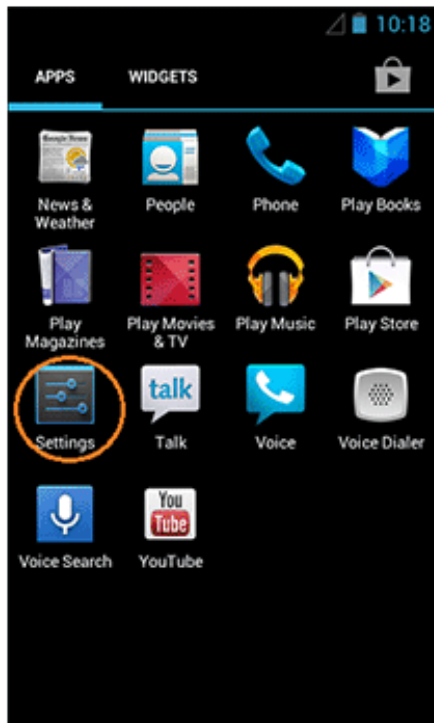 10:18
APPS WIDGETS
News & People Phone Play Books
Weather
Play Play Movies Play Music Play Store
Magazines & TV
talk
Settings Talk Voice Voice Dialer
You
Tube
Voice Search YouTube